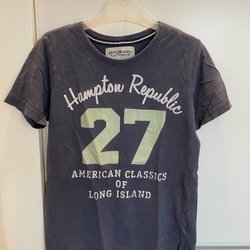 Hampton Republic
27
AMERICAN CLASSICS
OF
LONG ISLAND